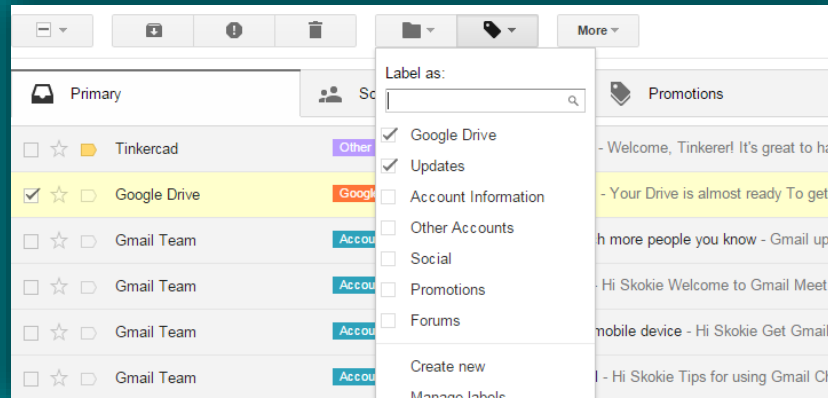 More
Label as:
Primary
Promotions
Google Drive
Updates
Account Information
Other Accounts
Social
Promotions
Forums
Create new
Manage labels
Tinkercad Other - Welcome, Tinkerer! It's great to
Google Drive - Your Drive is almost ready To get
Gmail Team more people you know - Gmail up
Gmail Team Hi Skokie Welcome to Gmail Meet
Gmail Team mobile device - Hi Skokie Get Gmail
Gmail Team - Hi Skokie Tips for using Gmail